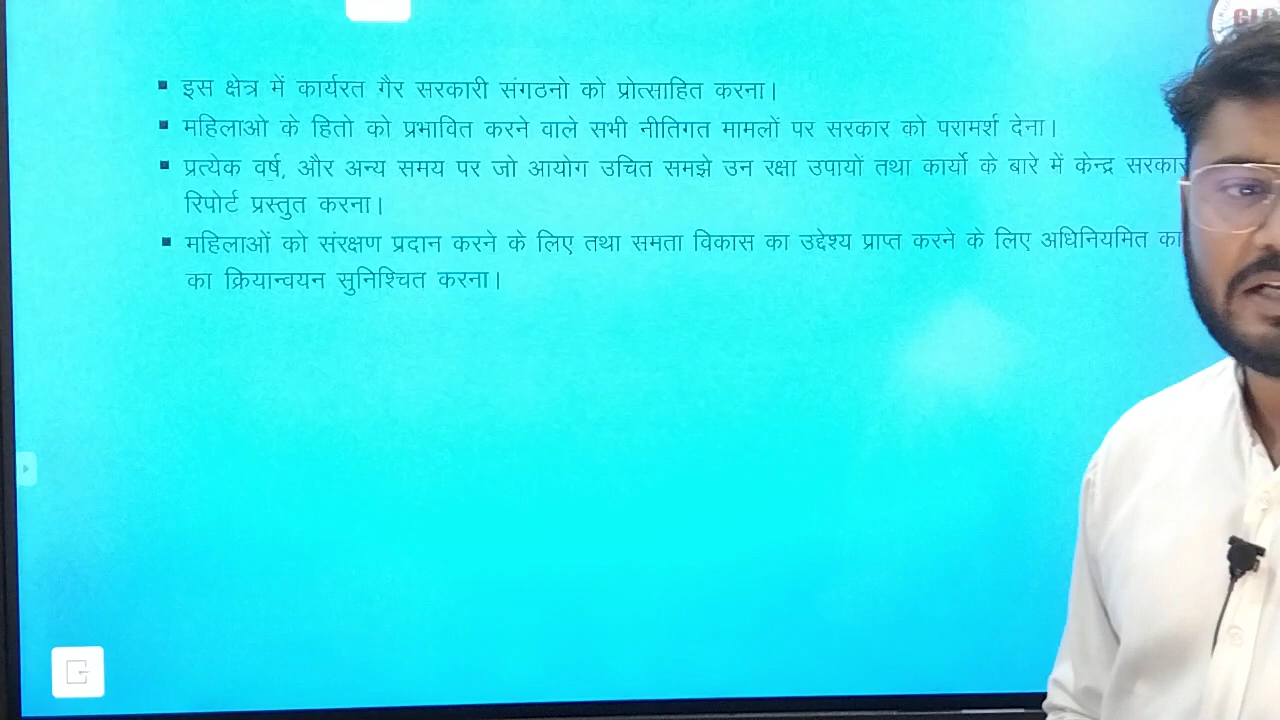 इस क्षेत्र में कार्यरत गैर सरकारी संगठनो को प्रोत्साहित करना।
महिलाओ के हितो को प्रभावित करने वाले सभी नीतिगत मामलों पर सरकार को परामर्श देना।
प्रत्येक वर्ष, और अन्य समय पर जो आयोग उचित समझे उन रक्षा उपायों तथा कार्यो के बारे में केन्द्र सरकार
रिपोर्ट प्रस्तुत करना।
महिलाओं को संरक्षण प्रदान करने के लिए तथा समता विकास का उद्देश्य प्राप्त करने के लिए अधिनियमित
का क्रियान्वयन सुनिश्चित करना।